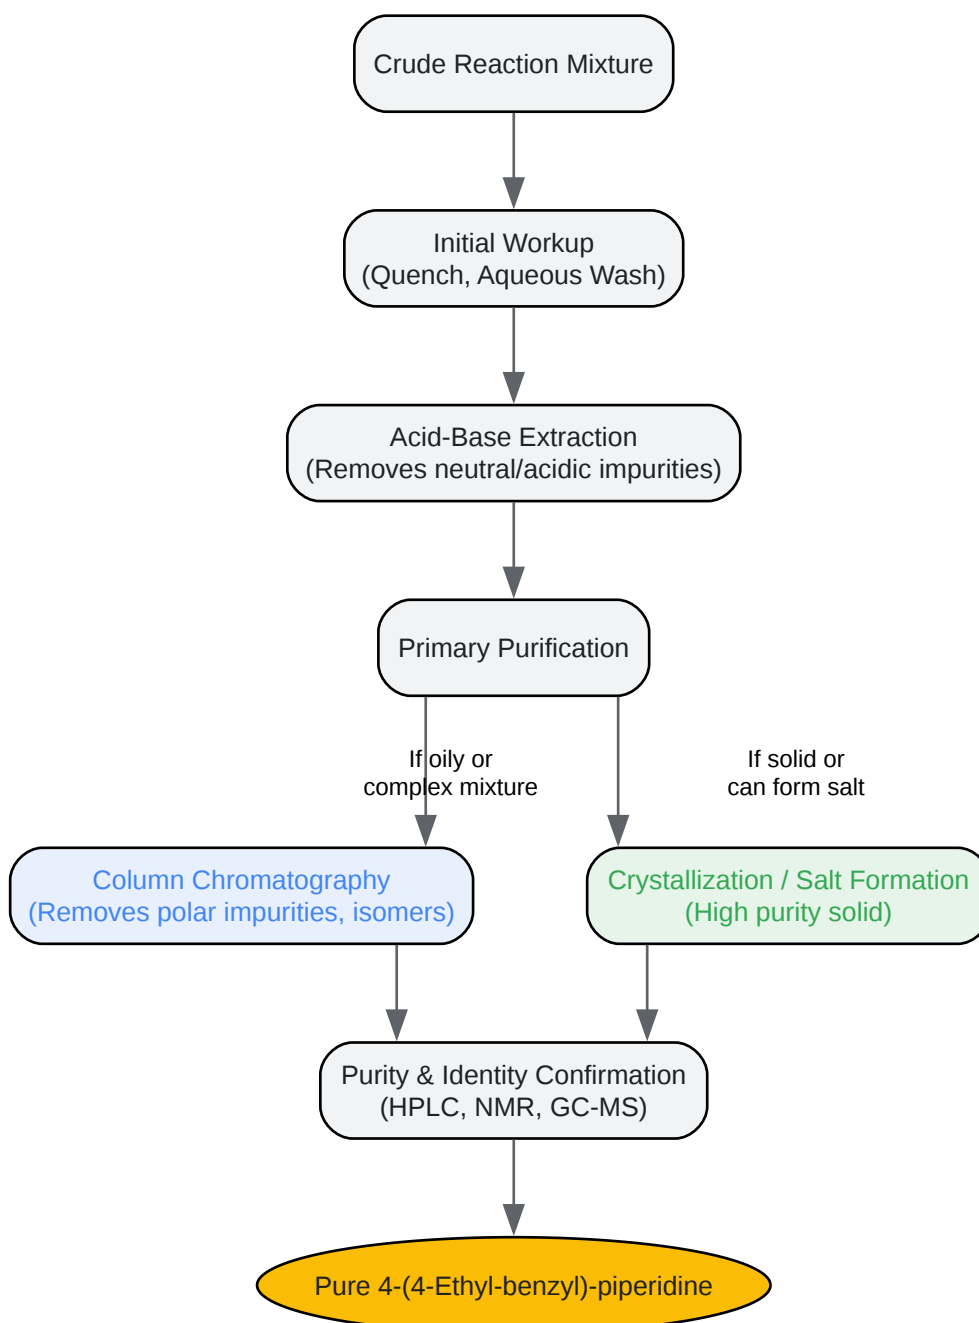 Crude Reaction Mixture
Initial Workup
(Quench, Aqueous Wash)
Acid-Base Extraction
(Removes neutral/acidic impurities)
Primary Purification
If oily or
complex mixture
If solid or
can form salt
Column Chromatography
(Removes polar impurities, isomers)
Crystallization / Salt Formation
(High purity solid)
Purity & Identity Confirmation
(HPLC, NMR, GC-MS)
Pure 4-(4-Ethyl-benzyl)-piperidine